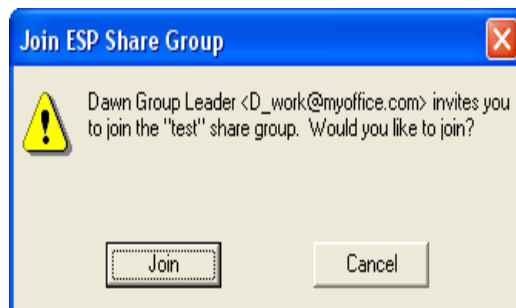 Join ESP Share Group
Dawn Group Leader <D_work@myoffice.com> invites you
to join the "test" share group.  Would you like to join?
Join
Cancel